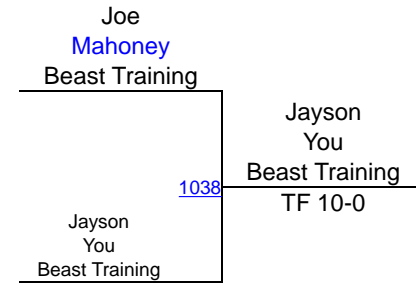 Joe
Mahoney
Beast Training
Jayson
You
Beast Training
1038
TF 10-0
Jayson
You
Beast Training